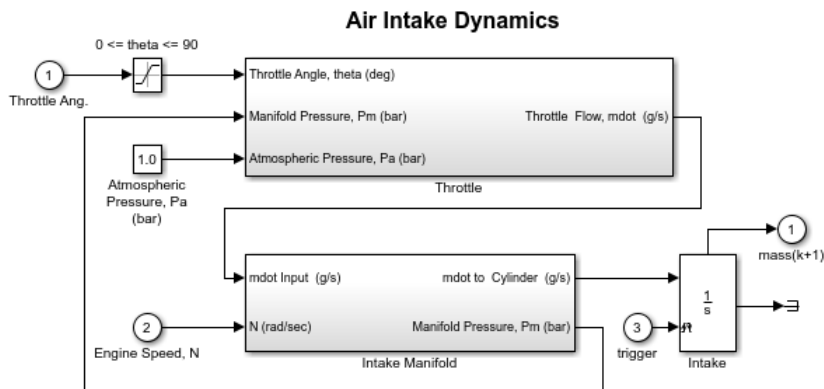 Air Intake Dynamics
0 <= theta <= 90
1
Throttle Ang.
Throttle Angle, theta (deg)
Manifold Pressure, Pm (bar)
Throttle Flow, mdot (g/s)
1.0
Atmospheric Pressure, Pa (bar)
Atmospheric
Pressure, Pa
(bar)
Throttle
1
mass(k+1)
mdot Input (g/s)
mdot to Cylinder (g/s)
1
s
2
N (rad/sec)
Manifold Pressure, Pm (bar)
3
Engine Speed, N
Intake Manifold
trigger
Intake